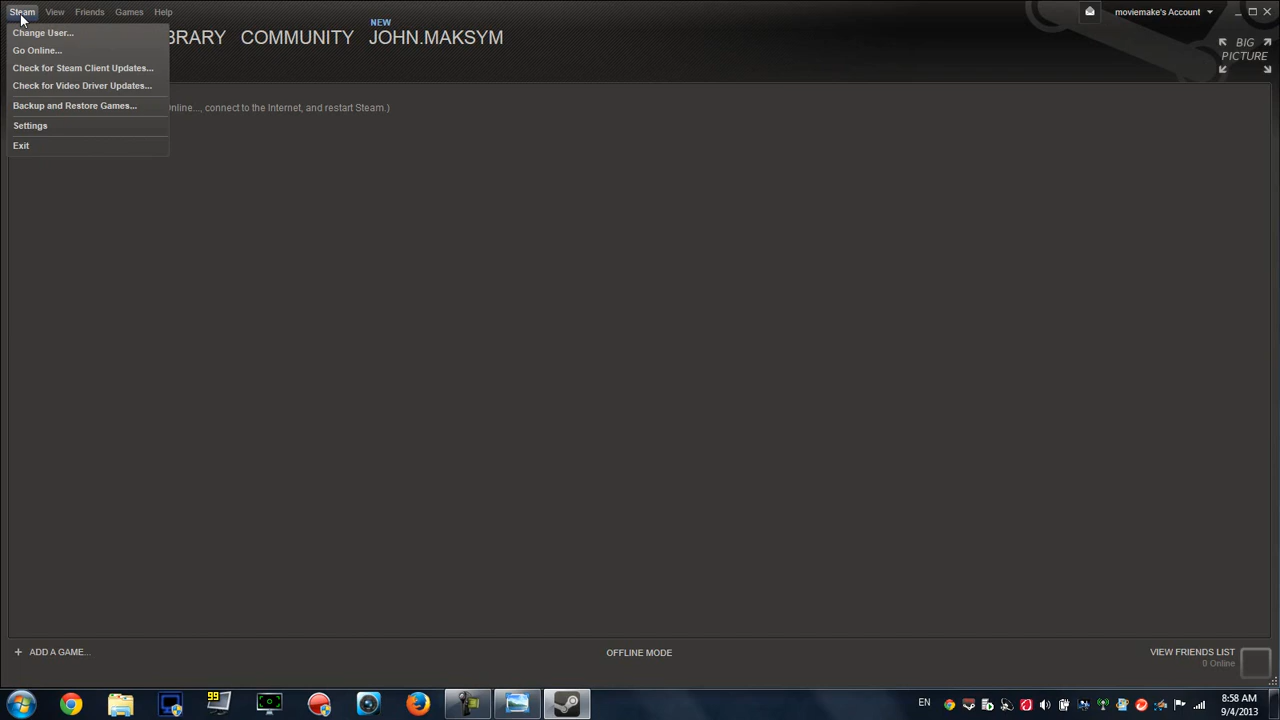 Steam View Friends Games Help
moviemake's Account
NEW
BRARY COMMUNITY JOHN.MAKSYM
BIG
PICTURE
Change User...
Go Online...
Check for Steam Client Updates...
Check for Video Driver Updates...
Backup and Restore Games...
nline..., connect to the Internet, and restart Steam.)
Settings
Exit
+ ADD A GAME...
OFFLINE MODE
VIEW FRIENDS LIST
0 Online
99
EN
8:58 AM
9/4/2013